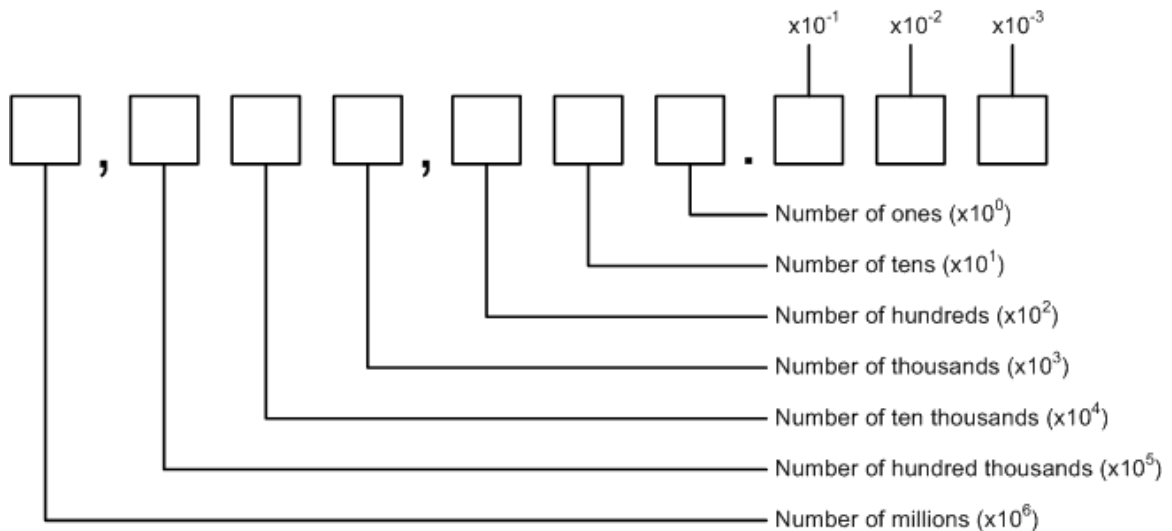 x10⁻¹ x10⁻² x10⁻³
, , .
Number of ones (x10⁰)
Number of tens (x10¹)
Number of hundreds (x10²)
Number of thousands (x10³)
Number of ten thousands (x10⁴)
Number of hundred thousands (x10⁵)
Number of millions (x10⁶)